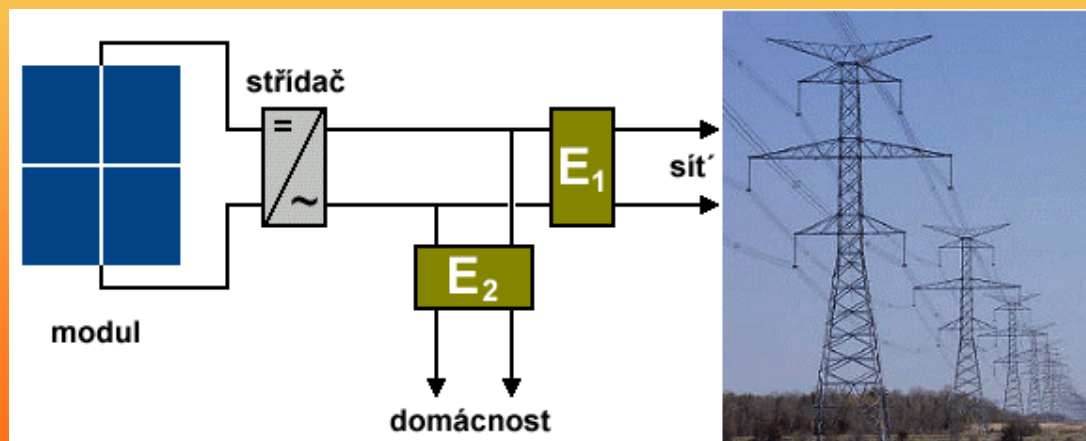 střídač
=
~
E1
síť
E2
modul
domácnost